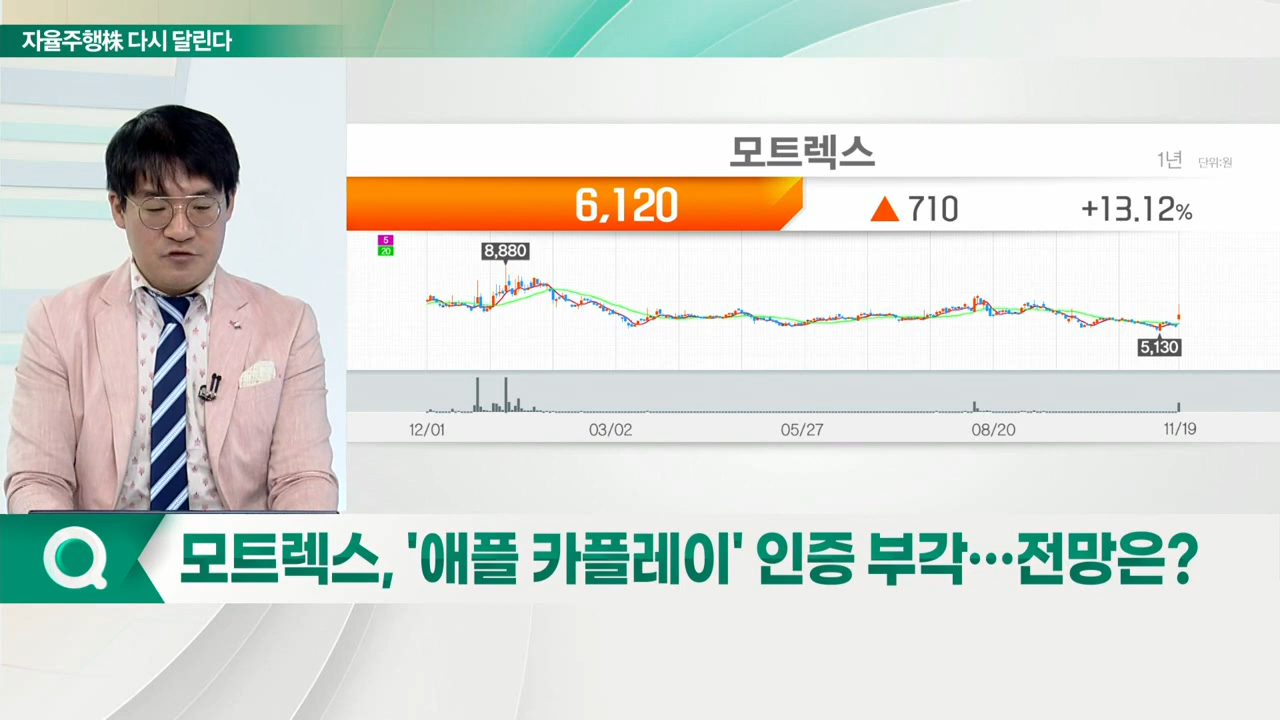 자율주행株 다시 달린다
모트렉스
1년 단위:원
6,120
▲ 710
+13.12%
5
20
8,880
5,130
12/01 03/02 05/27 08/20 11/19
Q
모트렉스, '애플 카플레이' 인증 부각…전망은?